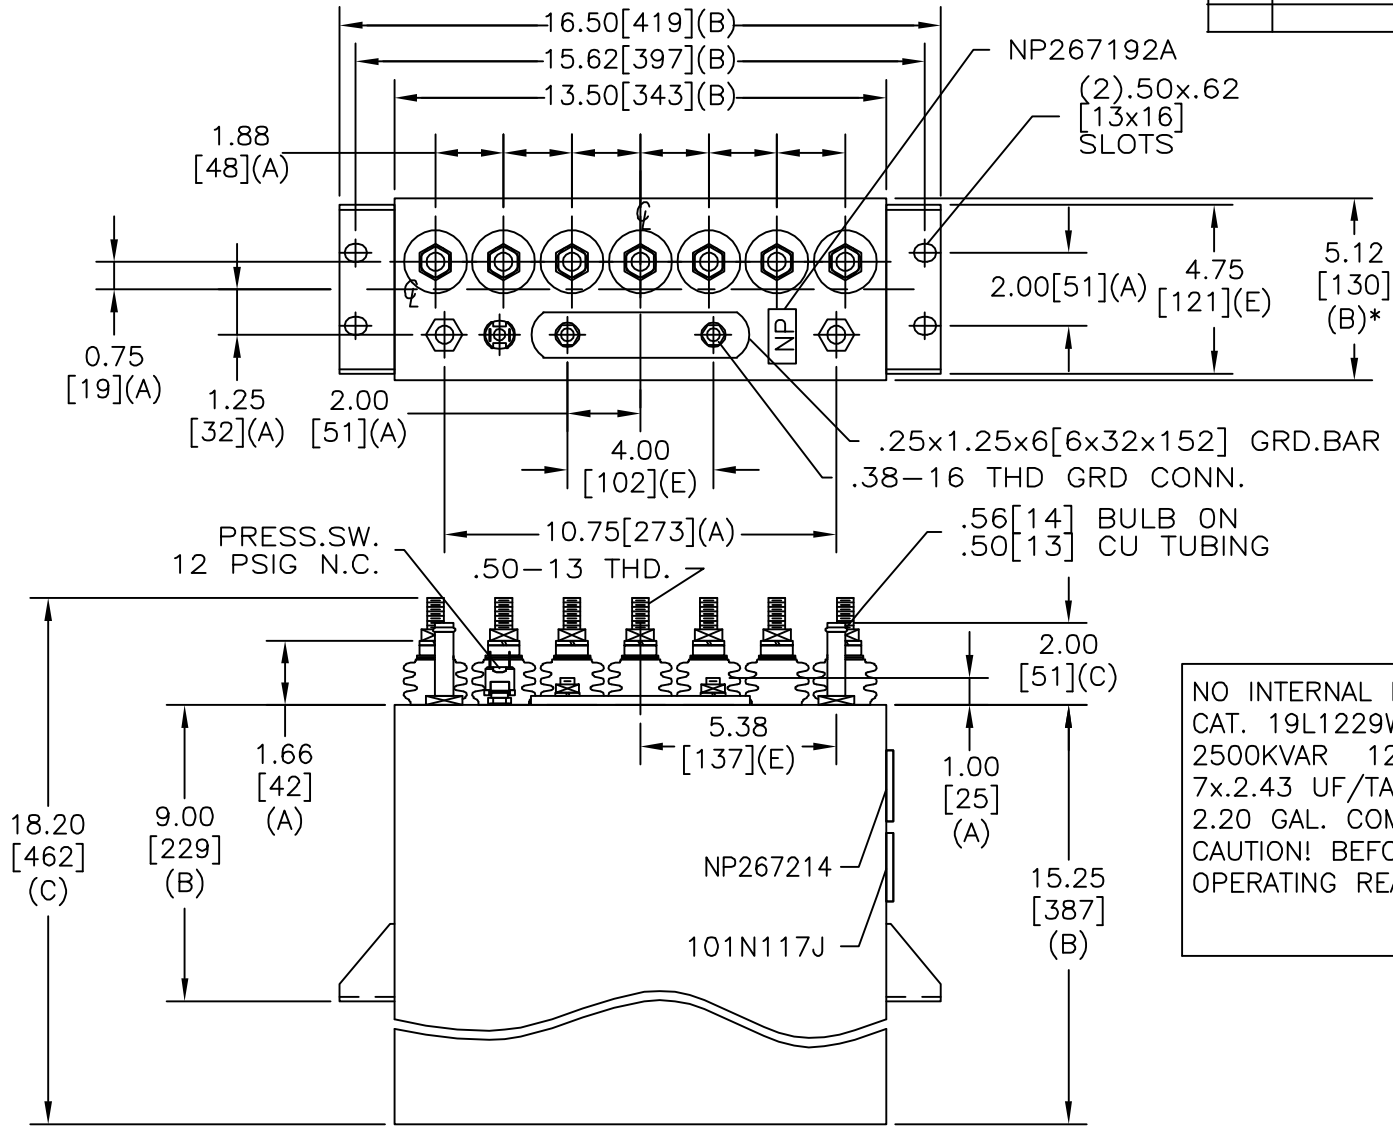 16.50[419](B)
15.62[397](B)
13.50[343](B)
NP267192A
(2).50x.62
[13x16]
SLOTS
1.88
[48](A)
0.75
[19](A)
1.25
[32](A)
2.00
[51](A)
4.00
[102](E)
10.75[273](A)
NP
2.00[51](A)
4.75
[121](E)
5.12
[130]
(B)*
.25x1.25x6[6x32x152] GRD.BAR
.38-16 THD GRD CONN.
PRESS.SW.
12 PSIG N.C.
.50-13 THD.
.56[14] BULB ON
.50[13] CU TUBING
2.00
[51](C)
5.38
[137](E)
1.00
[25]
(A)
1.66
[42]
(A)
9.00
[229]
(B)
18.20
[462]
(C)
15.25
[387]
(B)
NP267214
101N117J
NO INTERNAL
CAT. 19L1229
2500KVAR 12
7x.2.43 UF/TA
2.20 GAL. COM
CAUTION! BEFO
OPERATING REA